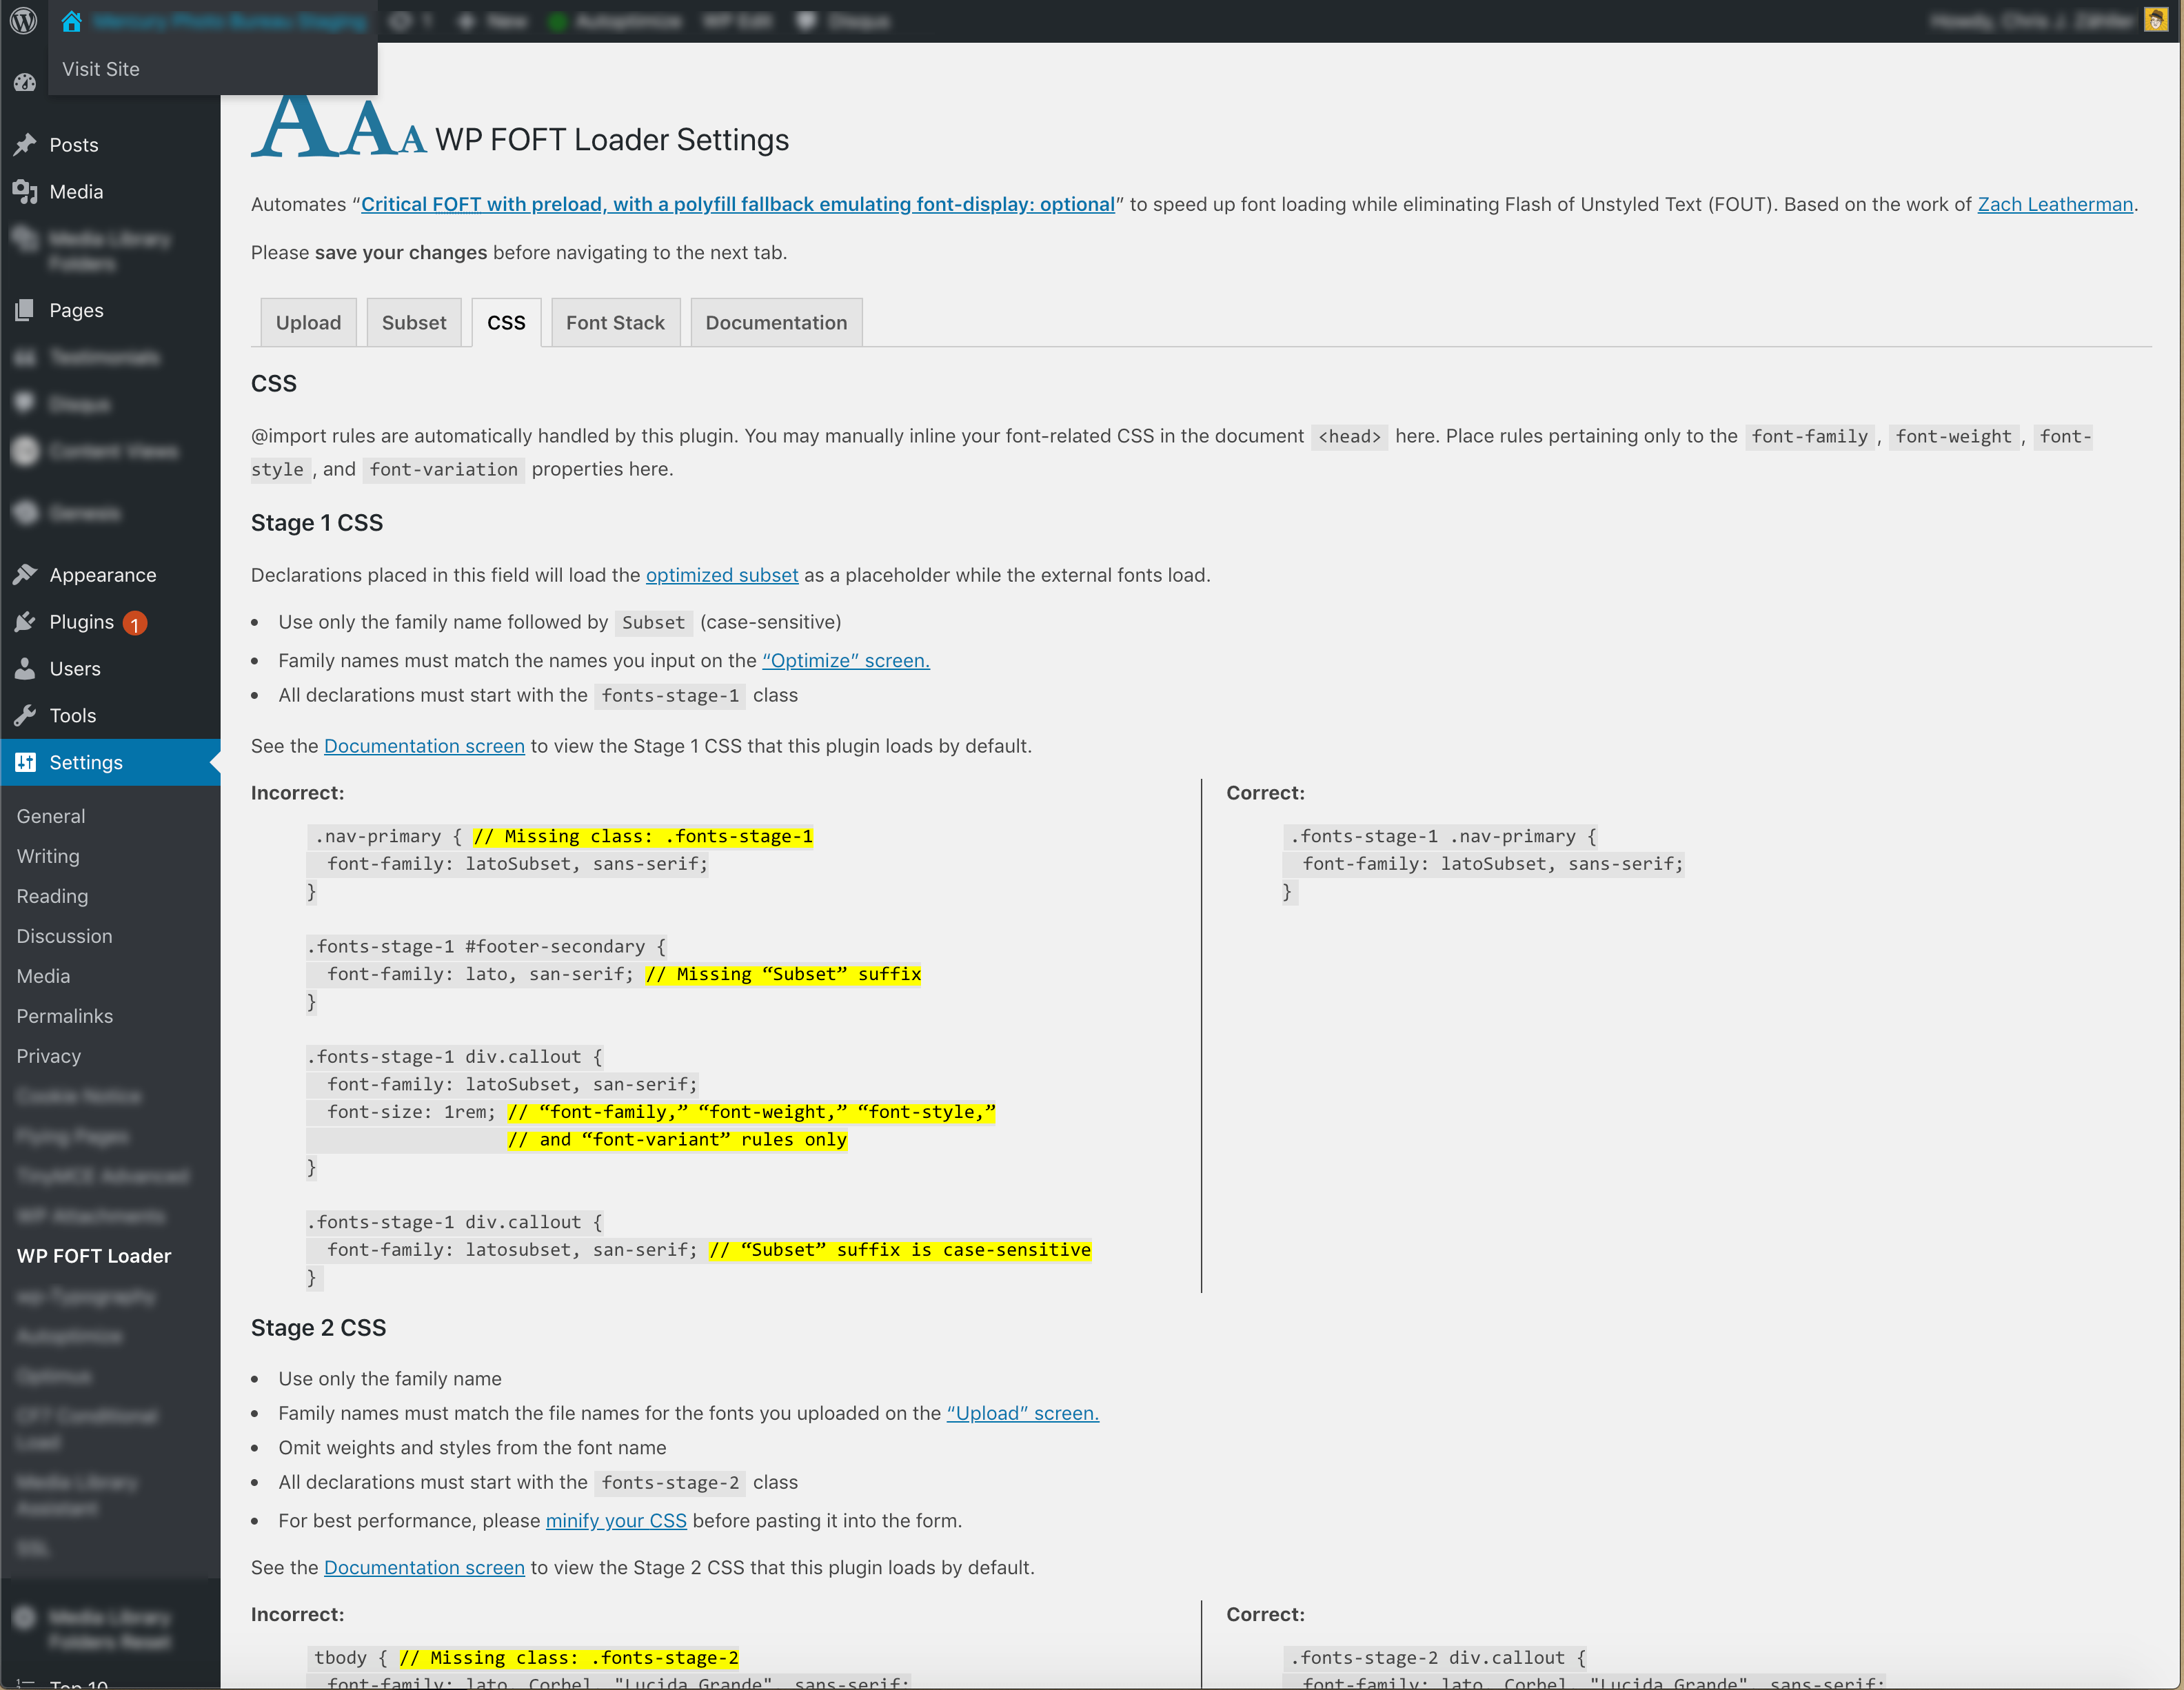 Visit Site
Posts
Media
Pages
Appearance
Plugins 1
Users
Tools
Settings
General
Writing
Reading
Discussion
Media
Permalinks
Privacy
WP FOFT Loader
AAA WP FOFT Loader Settings
Automates “Critical FOFT with preload, with a polyfill fallback emulating font-display: optional” to speed up font loading while eliminating Flash of Unstyled Text (FOUT). Based on the work of Zach Leatherman.
Please save your changes before navigating to the next tab.
Upload Subset CSS Font Stack Documentation
CSS
@import rules are automatically handled by this plugin. You may manually inline your font-related CSS in the document <head> here. Place rules pertaining only to the font-family, font-weight, font-
style, and font-variation properties here.
Stage 1 CSS
Declarations placed in this field will load the optimized subset as a placeholder while the external fonts load.
• Use only the family name followed by Subset (case-sensitive)
• Family names must match the names you input on the “Optimize” screen.
• All declarations must start with the fonts-stage-1 class
See the Documentation screen to view the Stage 1 CSS that this plugin loads by default.
Incorrect:
.nav-primary { // Missing class: .fonts-stage-1
font-family: latoSubset, sans-serif;
}
.fonts-stage-1 #footer-secondary {
font-family: lato, san-serif; // Missing “Subset” suffix
}
.fonts-stage-1 div.callout {
font-family: latoSubset, san-serif;
font-size: 1rem; // “font-family,” “font-weight,” “font-style,”
// and “font-variant” rules only
}
.fonts-stage-1 div.callout {
font-family: latosubset, san-serif; // “Subset” suffix is case-sensitive
}
Correct:
.fonts-stage-1 .nav-primary {
font-family: latoSubset, sans-serif;
}
Stage 2 CSS
• Use only the family name
• Family names must match the file names for the fonts you uploaded on the “Upload” screen.
• Omit weights and styles from the font name
• All declarations must start with the fonts-stage-2 class
• For best performance, please minify your CSS before pasting it into the form.
See the Documentation screen to view the Stage 2 CSS that this plugin loads by default.
Incorrect:
tbody { // Missing class: .fonts-stage-2
font-family: lato, Corbel, "Lucida Grande", sans-serif;
Correct:
.fonts-stage-2 div.callout {
font-family: lato, Corbel, "Lucida Grande", sans-serif;